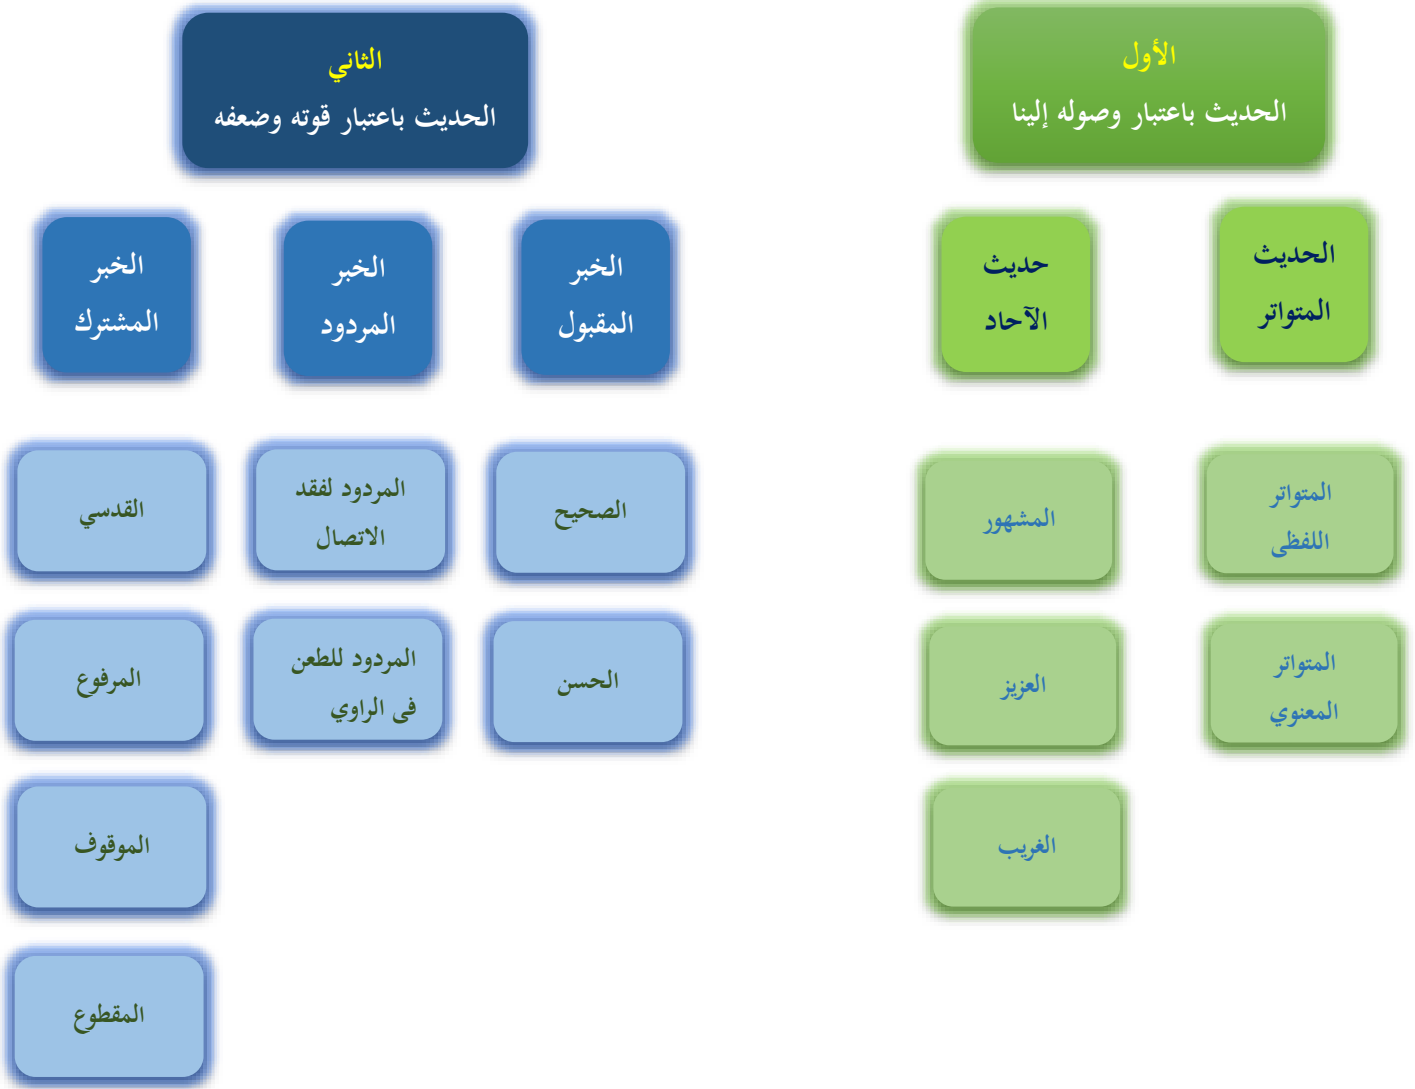 الأول
الحديث باعتبار وصوله إلينا
الحديث
المتواتر
حديث
الآحاد
المتواتر
اللفظى
المشهور
المتواتر
المعنوي
العزيز
الغريب
الثاني
الحديث باعتبار قوته وضعفه
الخبر
المقبول
الخبر
المردود
الخبر
المشترك
الصحيح
المردود لفقد
الاتصال
القدسي
الحسن
المردود للطعن
فى الراوي
المرفوع
الموقوف
المقطوع